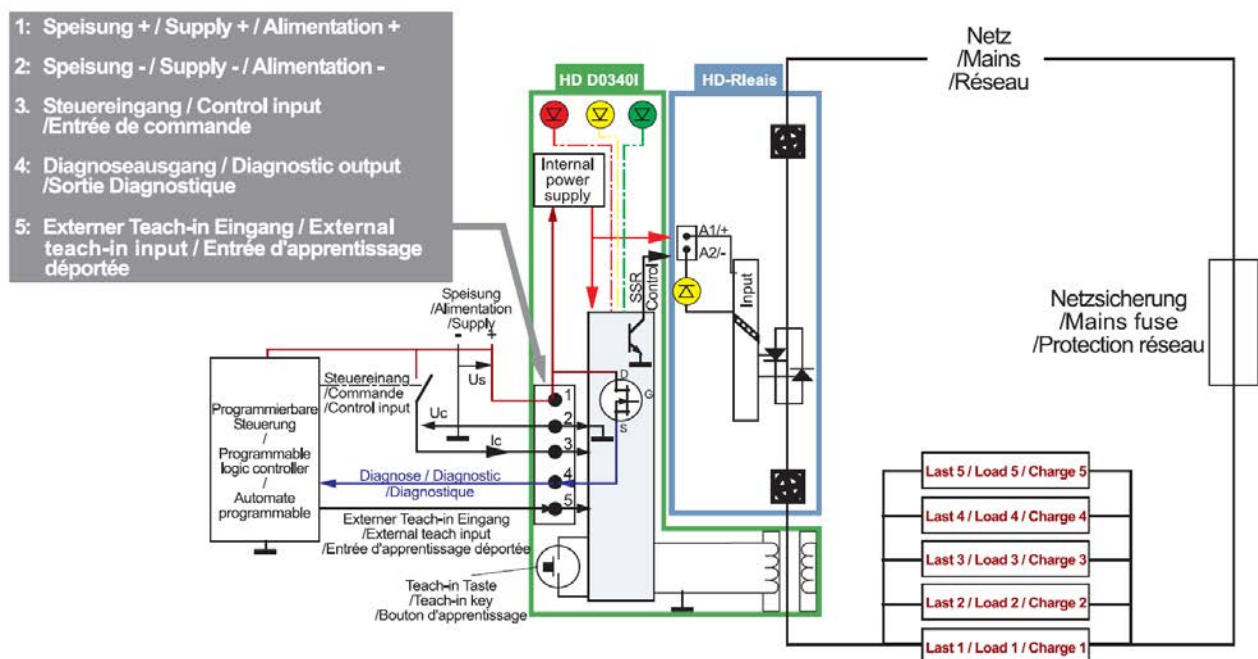 1: Speisung + / Supply + / Alimentation +
2: Speisung - / Supply - / Alimentation -
3. Steuereingang / Control input
/Entrée de commande
4: Diagnoseausgang / Diagnostic output
/Sortie Diagnostique
5: Externer Teach-in Eingang / External
teach-in input / Entrée d'apprentissage
déportée
HD D0340I
HD-Rleais
Netz
/Mains
/Réseau
Internal
power
supply
A1/+
A2/-
SSR
Control
Input
Speisung
/Alimentation
/Supply
- +
Us
Netzsicherung
/Mains fuse
/Protection réseau
Steuereinang
/Commande
/Control input
Uc
Ic
D
G
S
1
2
3
4
5
Programmierbare
Steuerung
/
Programmable
logic controller
/
Automate
programmable
Diagnose / Diagnostic
/Diagnostique
Externer Teach-in Eingang
/External teach input
/Entrée d'apprentissage déportée
Teach-in Taste
/Teach-in key
/Bouton d'apprentissage
Last 5 / Load 5 / Charge 5
Last 4 / Load 4 / Charge 4
Last 3 / Load 3 / Charge 3
Last 2 / Load 2 / Charge 2
Last 1 / Load 1 / Charge 1